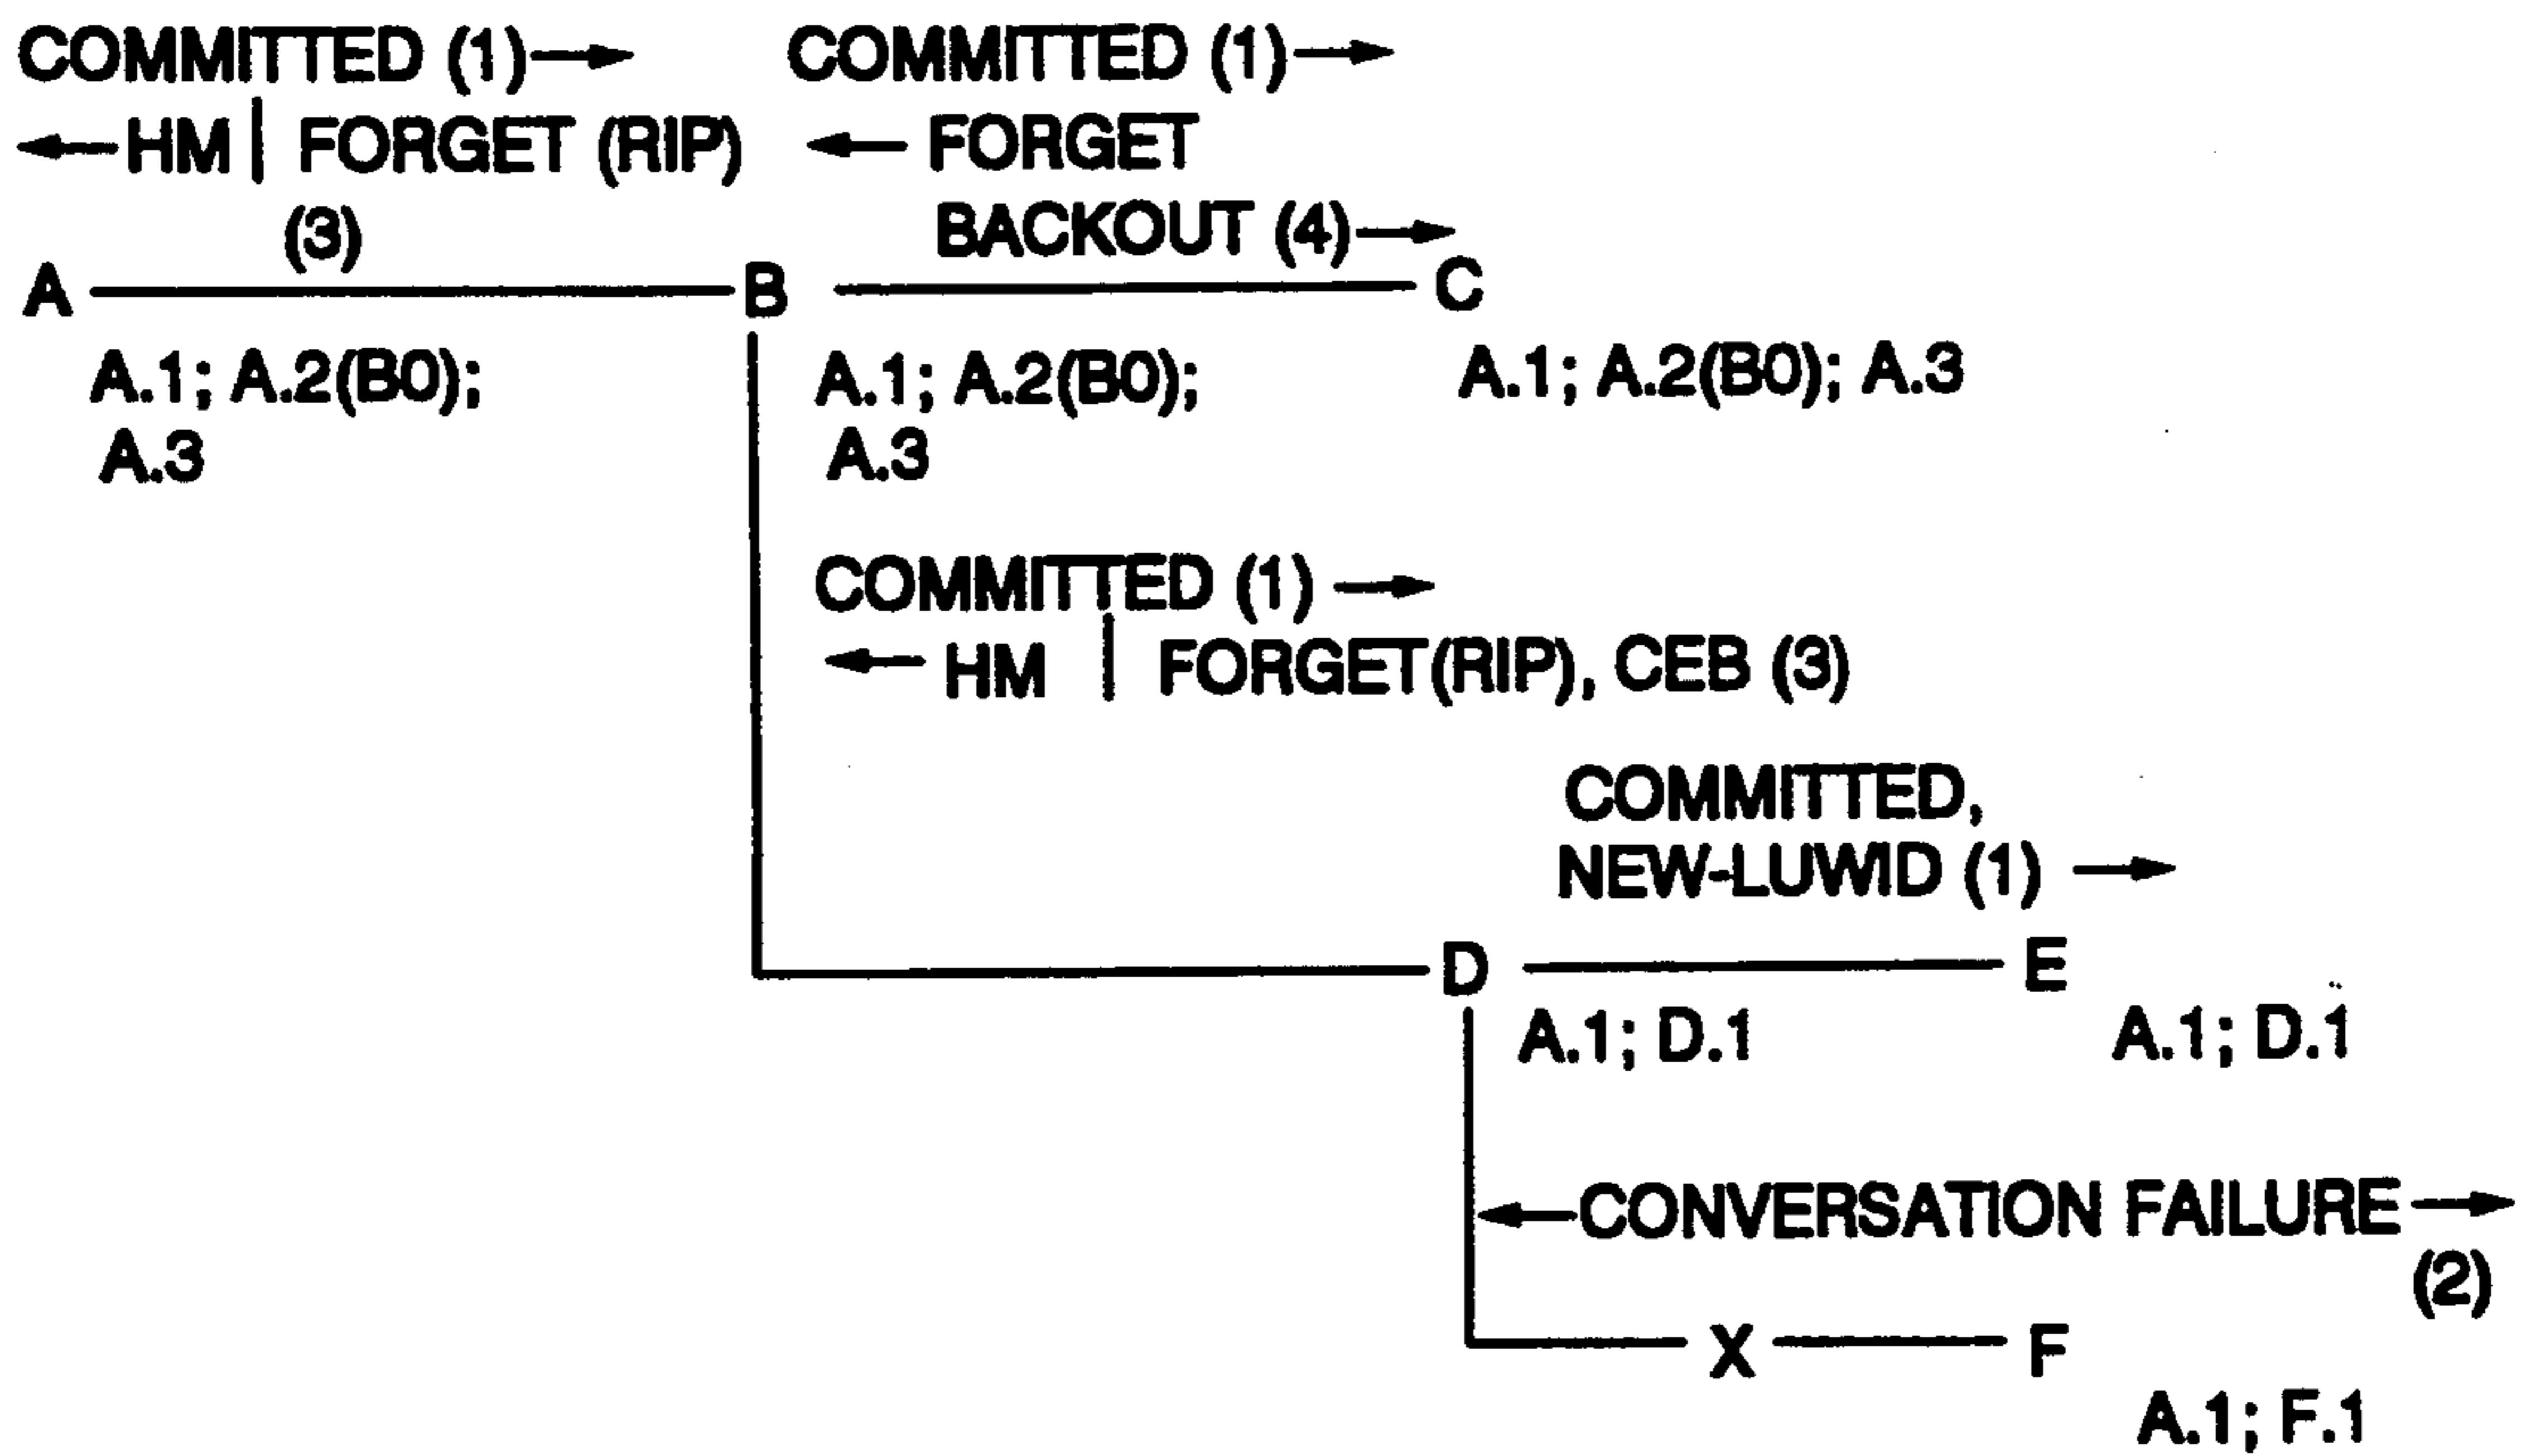 COMMITTED (1)→ COMMITTED (1)→
←HM | FORGET (RIP) ← FORGET
(3) BACKOUT (4)→
A B C
A.1; A.2(B0); A.1; A.2(B0); A.1; A.2(B0); A.3
A.3 A.3
COMMITTED (1) →
← HM | FORGET(RIP), CEB (3)
COMMITTED,
NEW-LUWID (1) →
D E
A.1; D.1 A.1; D.1
←CONVERSATION FAILURE→
(2)
X F
A.1; F.1